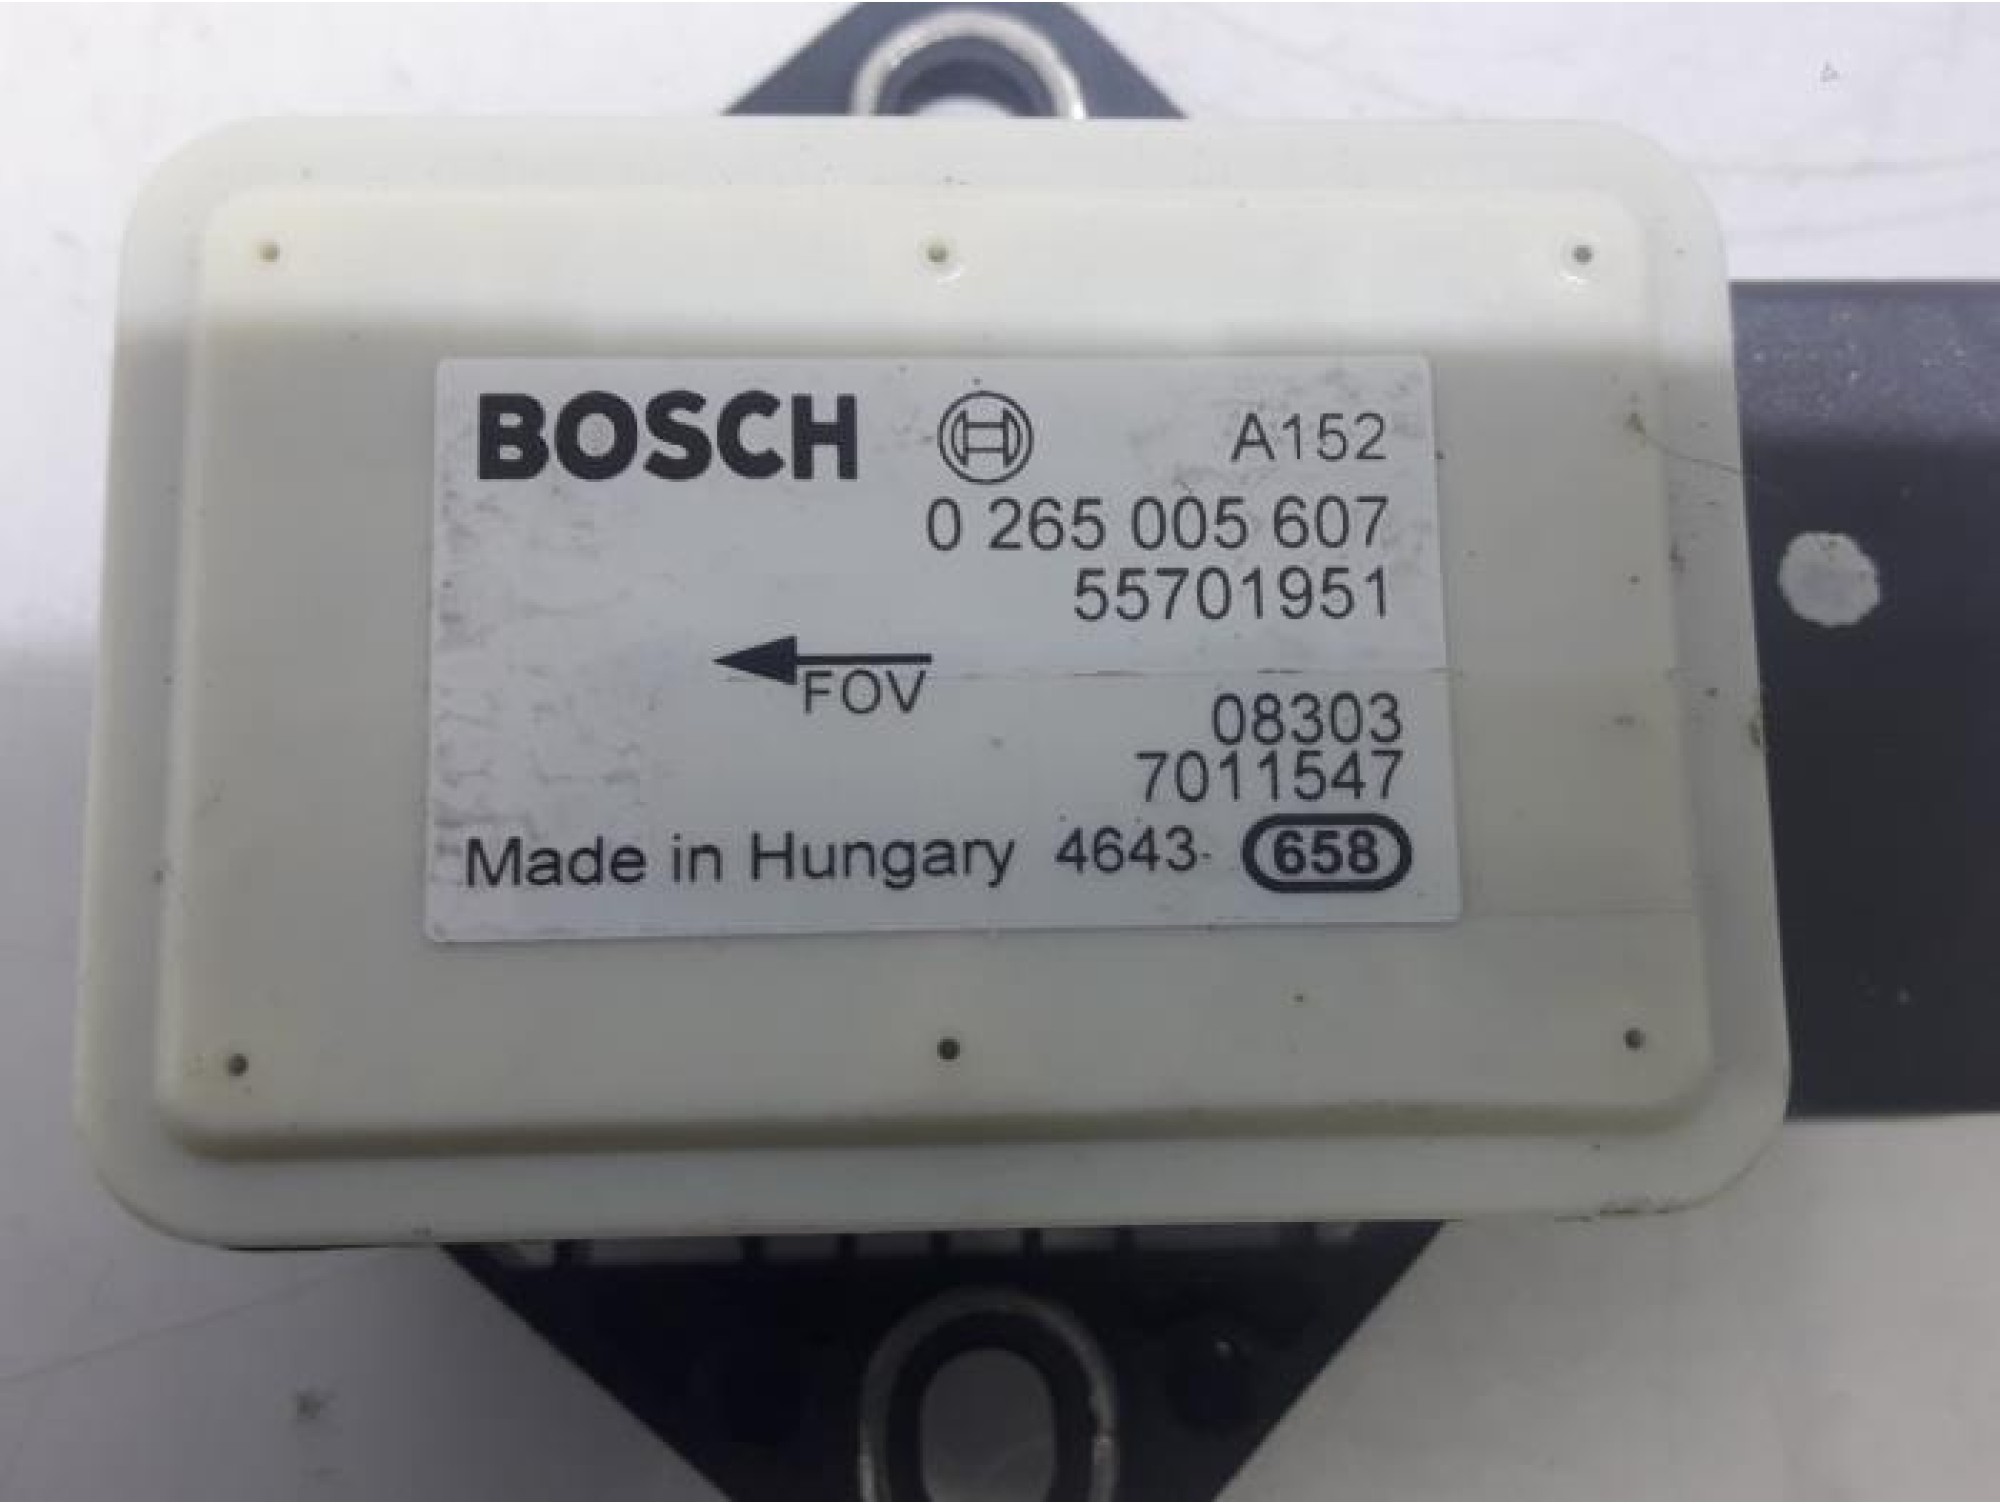 BOSCH A152
0 265 005 607
55701951
FOV
08303
7011547
Made in Hungary 4643- 658